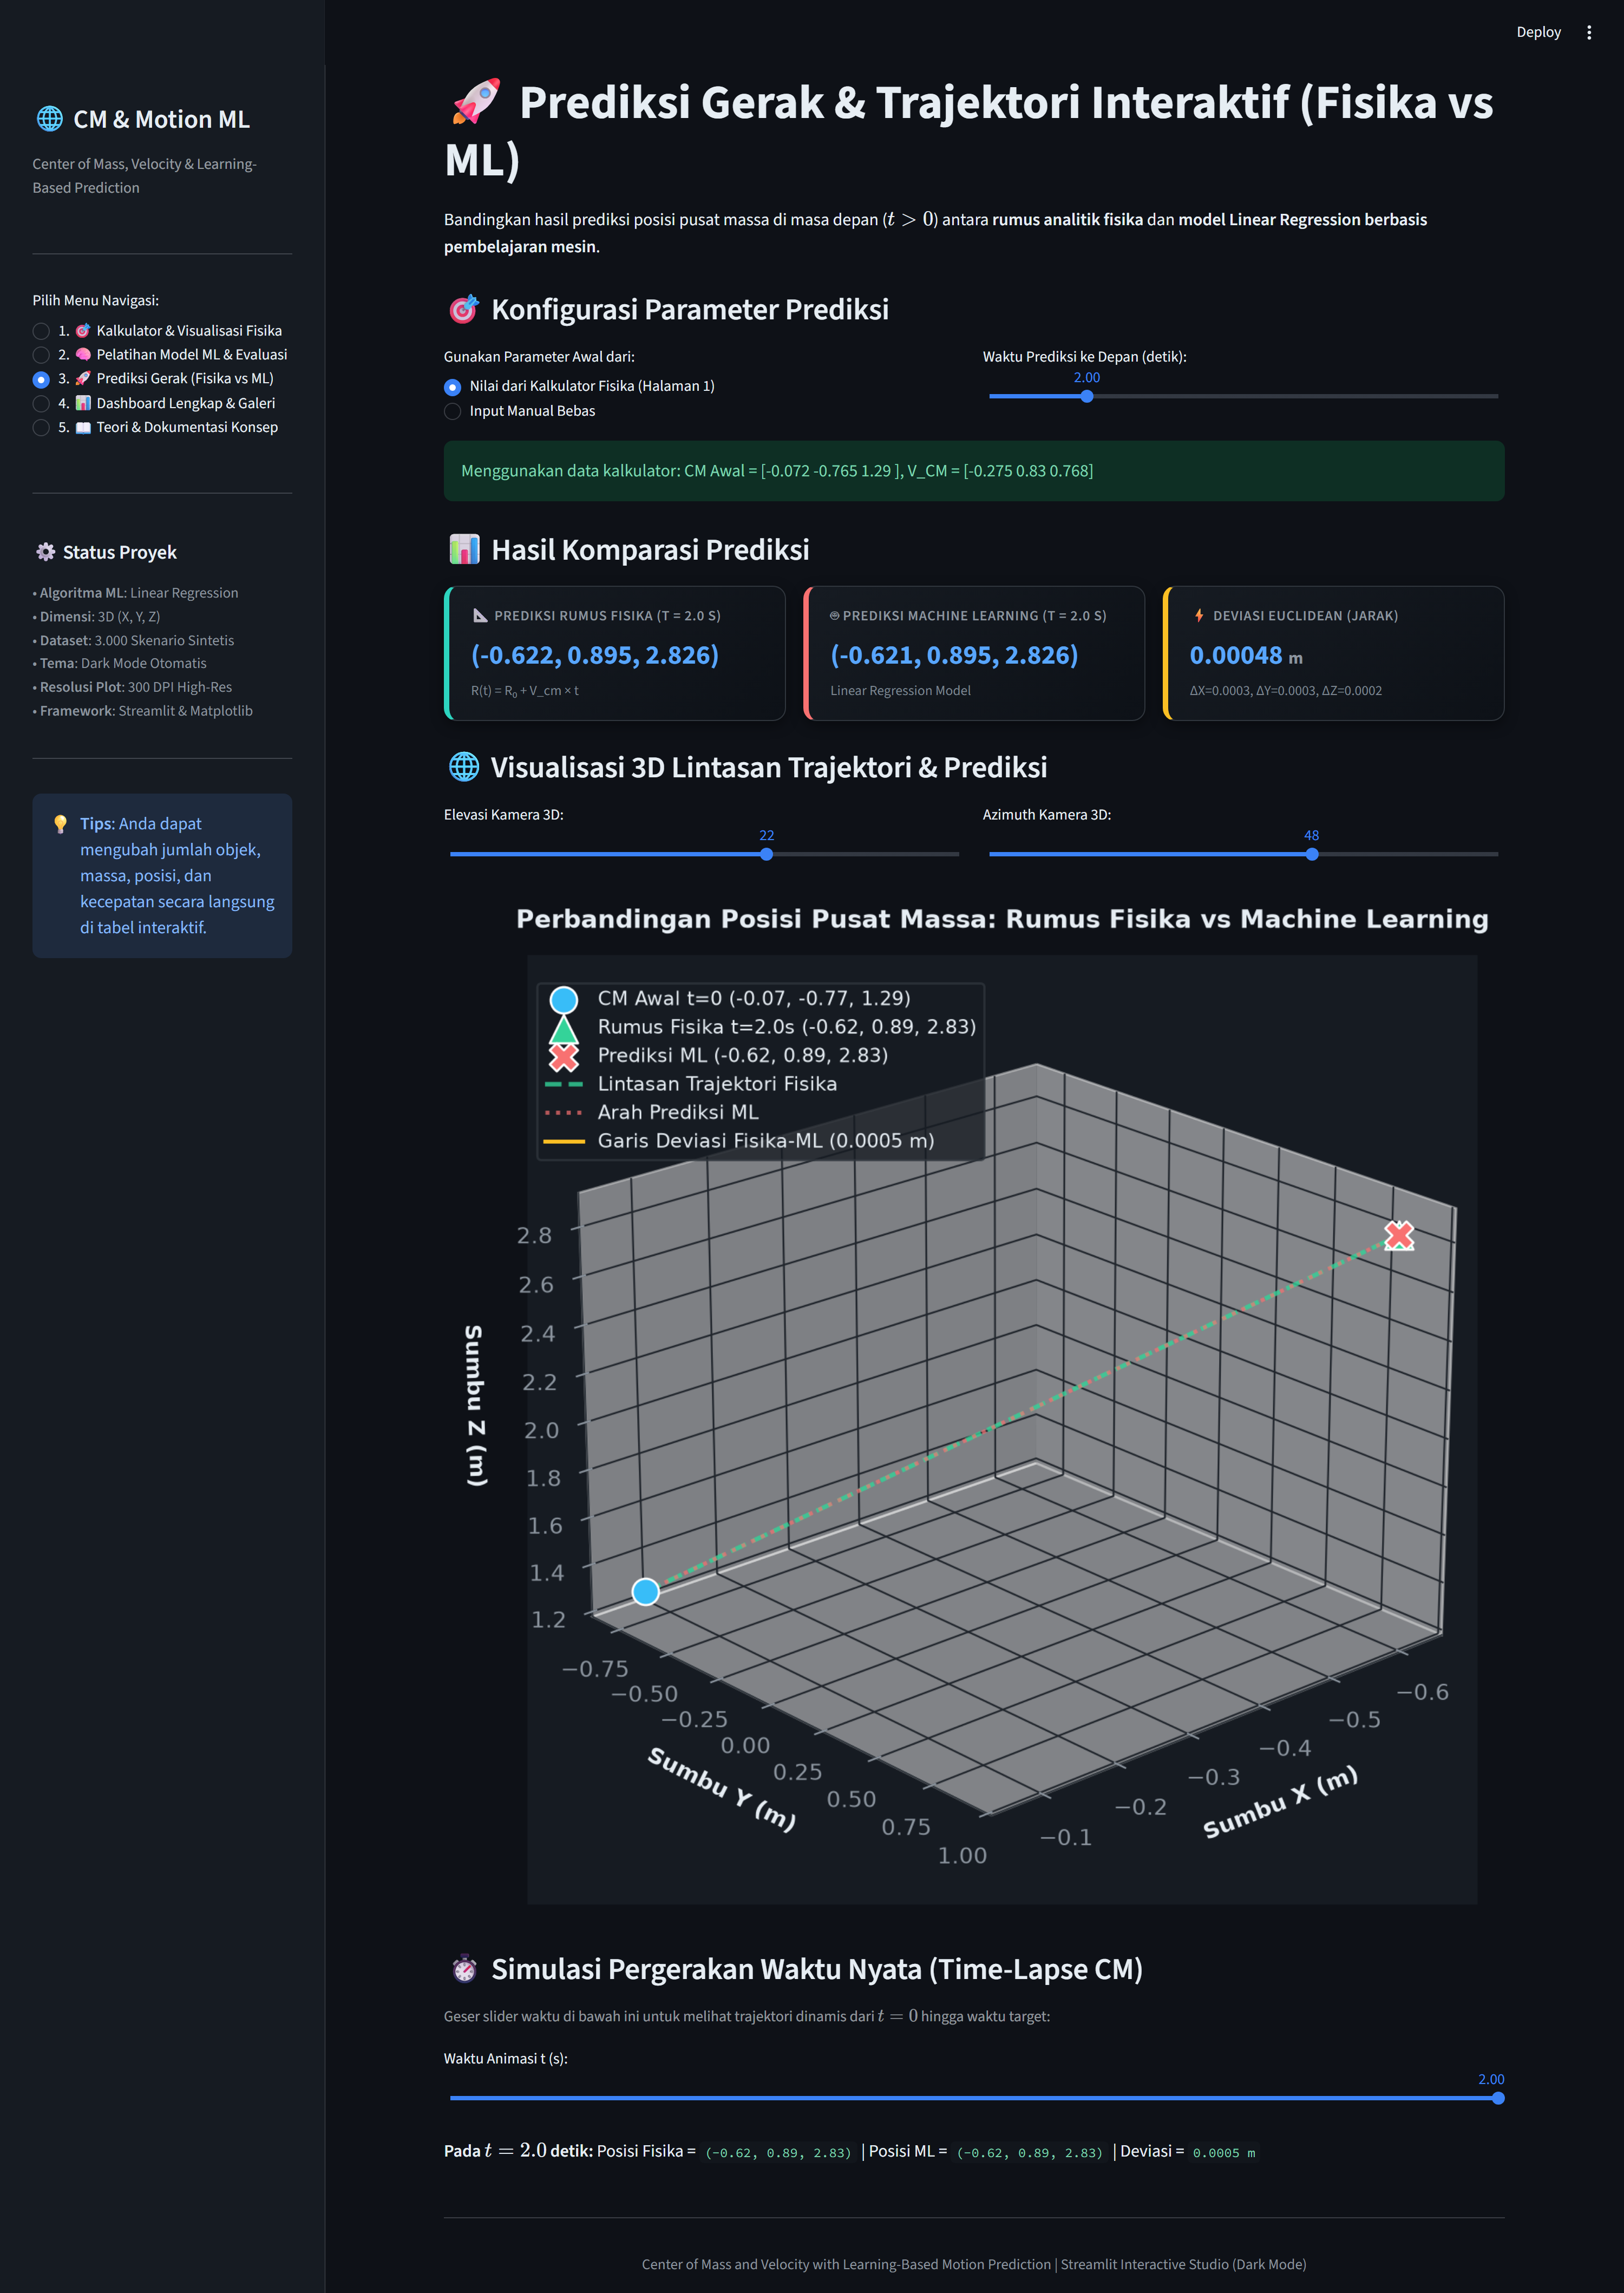 Deploy
CM & Motion ML
Center of Mass, Velocity & Learning-
Based Prediction
Pilih Menu Navigasi:
1. Kalkulator & Visualisasi Fisika
2. Pelatihan Model ML & Evaluasi
3. Prediksi Gerak (Fisika vs ML)
4. Dashboard Lengkap & Galeri
5. Teori & Dokumentasi Konsep
Status Proyek
• Algoritma ML: Linear Regression
• Dimensi: 3D (X, Y, Z)
• Dataset: 3.000 Skenario Sintetis
• Tema: Dark Mode Otomatis
• Resolusi Plot: 300 DPI High-Res
• Framework: Streamlit & Matplotlib
Tips: Anda dapat
mengubah jumlah objek,
massa, posisi, dan
kecepatan secara langsung
di tabel interaktif.
Prediksi Gerak & Trajektori Interaktif (Fisika vs
ML)
Bandingkan hasil prediksi posisi pusat massa di masa depan (t > 0) antara rumus analitik fisika dan model Linear Regression berbasis
pembelajaran mesin.
Konfigurasi Parameter Prediksi
Gunakan Parameter Awal dari:
Nilai dari Kalkulator Fisika (Halaman 1)
Input Manual Bebas
Waktu Prediksi ke Depan (detik):
2.00
Menggunakan data kalkulator: CM Awal = [-0.072 -0.765 1.29 ], V_CM = [-0.275 0.83 0.768]
Hasil Komparasi Prediksi
PREDIKSI RUMUS FISIKA (T = 2.0 S)
(-0.622, 0.895, 2.826)
R(t) = R₀ + V_cm × t
PREDIKSI MACHINE LEARNING (T = 2.0 S)
(-0.621, 0.895, 2.826)
Linear Regression Model
DEVIASI EUCLIDEAN (JARAK)
0.00048 m
ΔX=0.0003, ΔY=0.0003, ΔZ=0.0002
Visualisasi 3D Lintasan Trajektori & Prediksi
Elevasi Kamera 3D:
22
Azimuth Kamera 3D:
48
Perbandingan Posisi Pusat Massa: Rumus Fisika vs Machine Learning
CM Awal t=0 (-0.07, -0.77, 1.29)
Rumus Fisika t=2.0s (-0.62, 0.89, 2.83)
Prediksi ML (-0.62, 0.89, 2.83)
Lintasan Trajektori Fisika
Arah Prediksi ML
Garis Deviasi Fisika-ML (0.0005 m)
2.8
2.6
2.4
2.2
2.0
1.8
1.6
1.4
1.2
Sumbu Z (m)
−0.75
−0.50
−0.25
0.00
0.25
0.50
0.75
1.00
Sumbu Y (m)
−0.6
−0.5
−0.4
−0.3
−0.2
−0.1
Sumbu X (m)
Simulasi Pergerakan Waktu Nyata (Time-Lapse CM)
Geser slider waktu di bawah ini untuk melihat trajektori dinamis dari t = 0 hingga waktu target:
Waktu Animasi t (s):
2.00
Pada t = 2.0 detik: Posisi Fisika = (-0.62, 0.89, 2.83) | Posisi ML = (-0.62, 0.89, 2.83) | Deviasi = 0.0005 m
Center of Mass and Velocity with Learning-Based Motion Prediction | Streamlit Interactive Studio (Dark Mode)